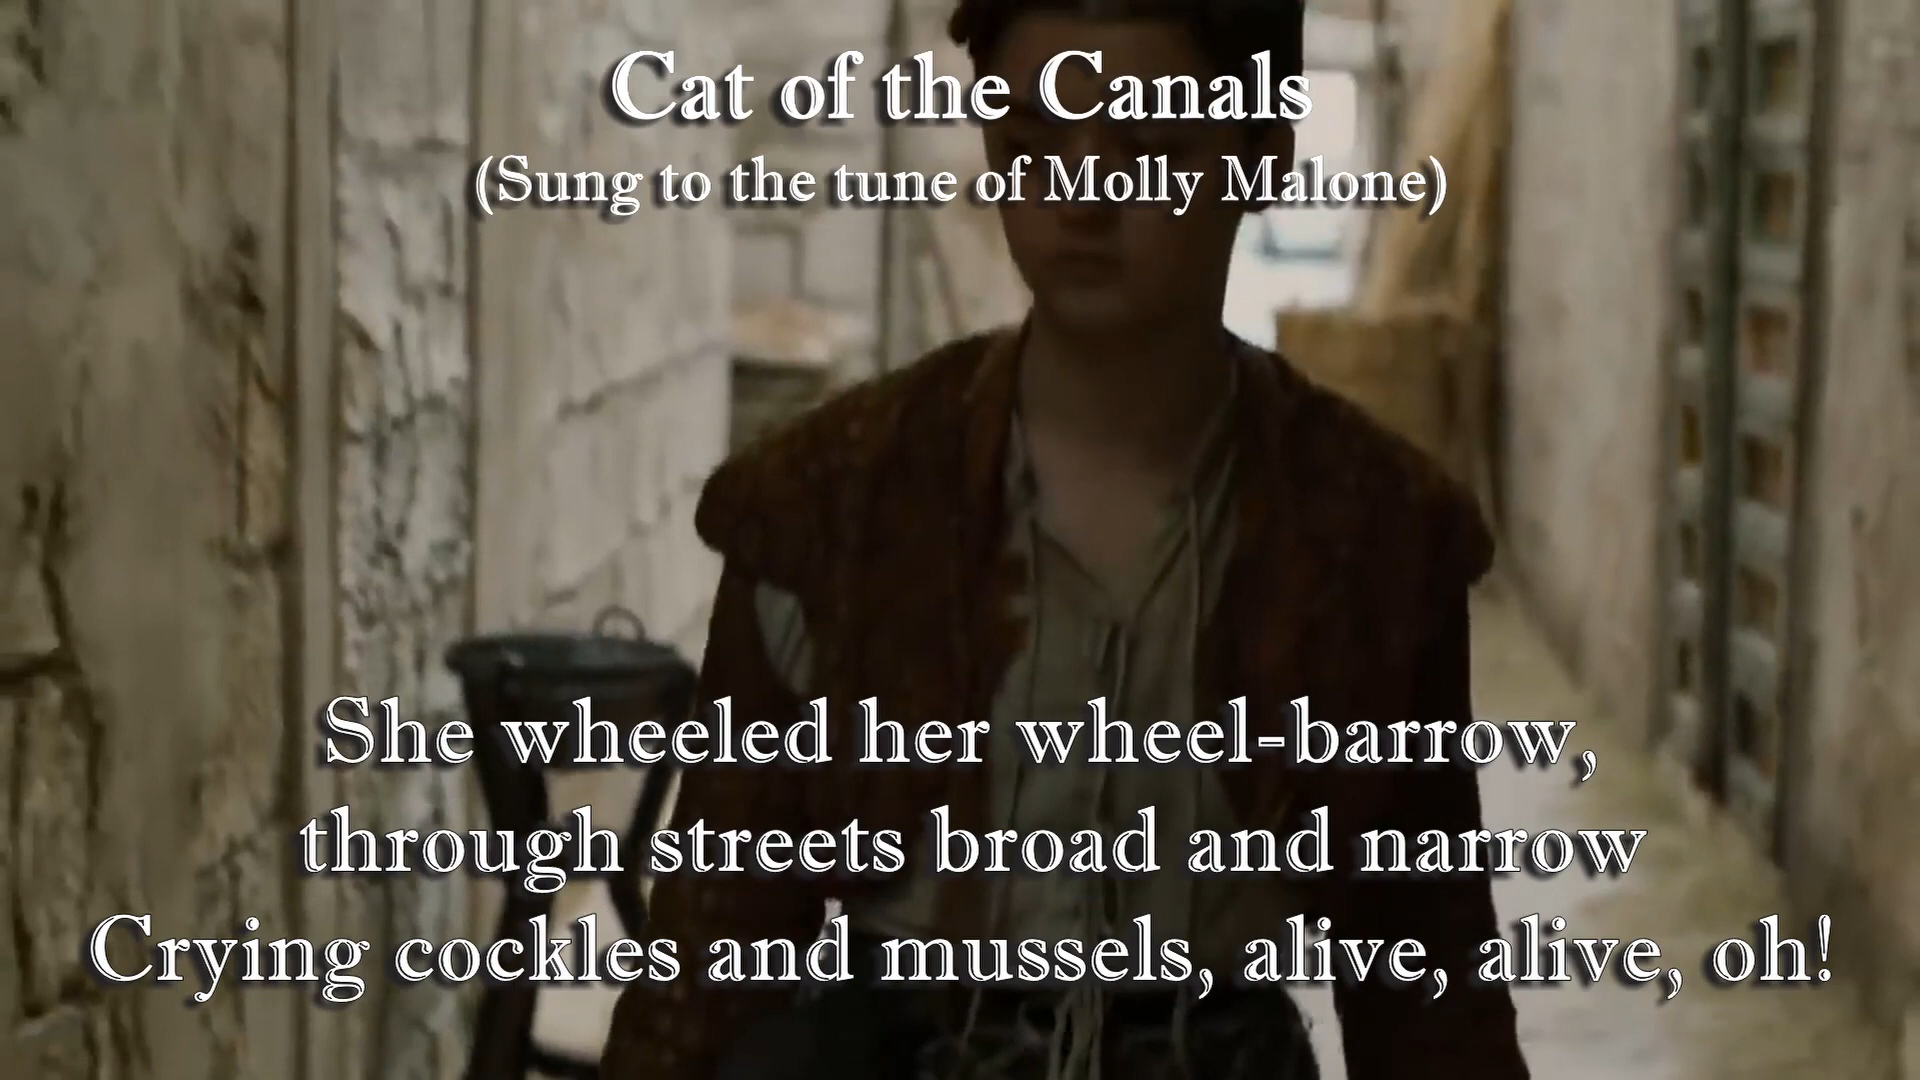 Cat of the Canals
(Sung to the tune of Molly Malone)
She wheeled her wheel-barrow,
through streets broad and narrow
Crying cockles and mussels, alive, alive, oh!